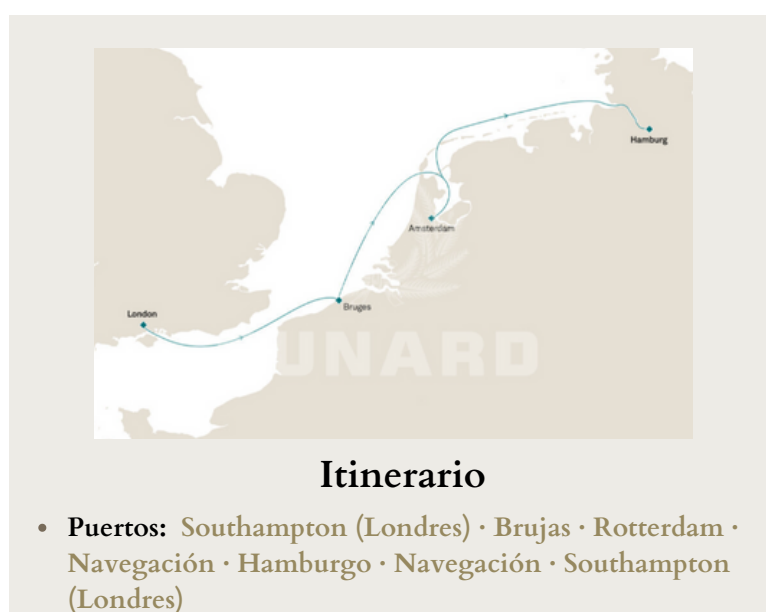 Hamburg
Amsterdam
Bruges
London
UNARD
Itinerario
• Puertos: Southampton (Londres) · Brujas · Rotterdam ·
Navegación · Hamburgo · Navegación · Southampton
(Londres)